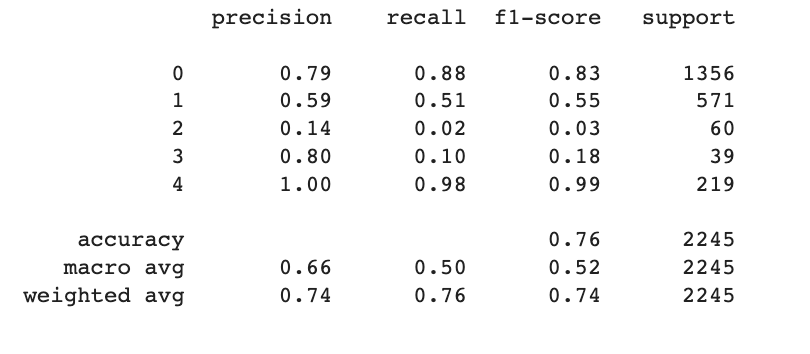 precision recall f1-score support
0 0.79 0.88 0.83 1356
1 0.59 0.51 0.55 571
2 0.14 0.02 0.03 60
3 0.80 0.10 0.18 39
4 1.00 0.98 0.99 219
accuracy 0.76 2245
macro avg 0.66 0.50 0.52 2245
weighted avg 0.74 0.76 0.74 2245